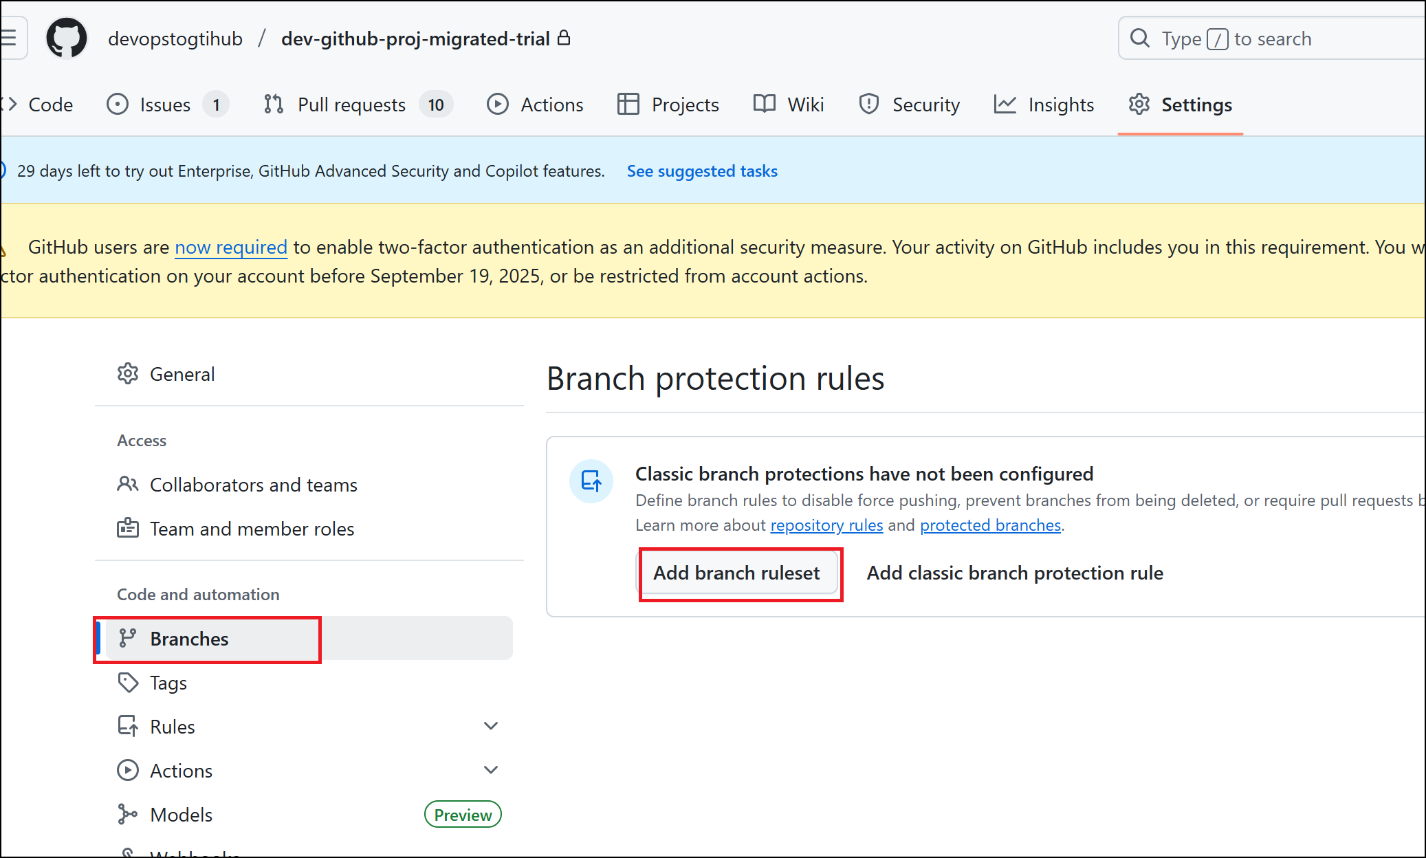 devopstogtihub / dev-github-proj-migrated-trial
Type / to search
Code
Issues 1
Pull requests 10
Actions
Projects
Wiki
Security
Insights
Settings
29 days left to try out Enterprise, GitHub Advanced Security and Copilot features. See suggested tasks
GitHub users are now required to enable two-factor authentication as an additional security measure. Your activity on GitHub includes you in this requirement. You w
ctor authentication on your account before September 19, 2025, or be restricted from account actions.
General
Access
Collaborators and teams
Team and member roles
Code and automation
Branches
Tags
Rules
Actions
Models Preview
Webhooks
Branch protection rules
Classic branch protections have not been configured
Define branch rules to disable force pushing, prevent branches from being deleted, or require pull requests b
Learn more about repository rules and protected branches.
Add branch ruleset
Add classic branch protection rule